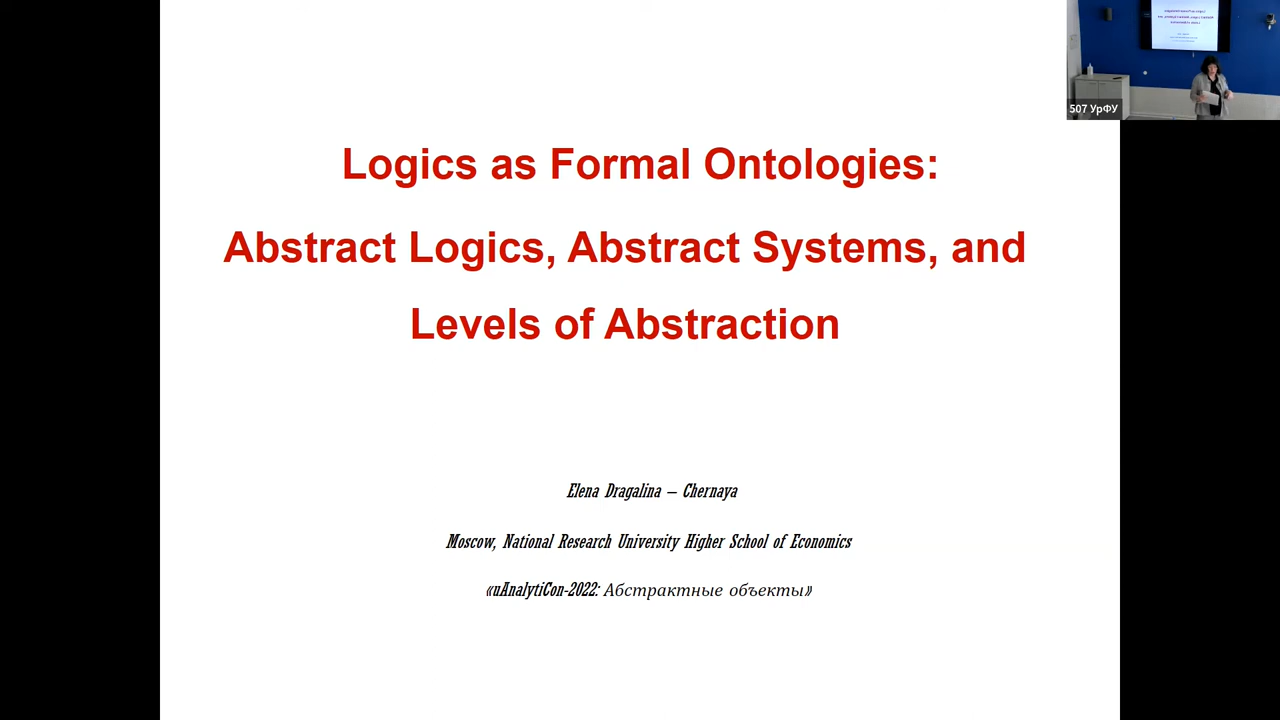 507 УрФУ
Logics as Formal Ontologies:
Abstract Logics, Abstract Systems, and
Levels of Abstraction
Elena Dragalina – Chernaya
Moscow, National Research University Higher School of Economics
«uAnalytiCon-2022: Абстрактные объекты»